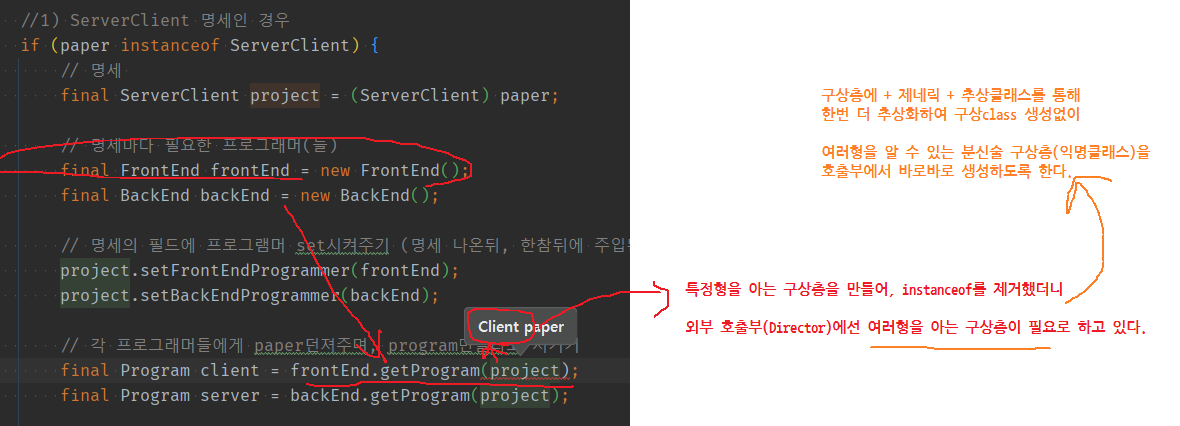 //1) ServerClient 명세인 경우
if (paper instanceof ServerClient) {
// 명세
final ServerClient project = (ServerClient) paper;
// 명세마다 필요한 프로그래머(들)
final FrontEnd frontEnd = new FrontEnd();
final BackEnd backEnd = new BackEnd();
// 명세의 필드에 프로그램머 set시켜주기 (명세 나온뒤, 한참뒤에
project.setFrontEndProgrammer(frontEnd);
project.setBackEndProgrammer(backEnd);
Client paper
// 각 프로그래머들에게 paper던져주며, program만들
final Program client = frontEnd.getProgram(project);
final Program server = backEnd.getProgram(project);
구상층에 + 제네릭 + 추상클래스를 통해
한번 더 추상화하여 구상class 생성없이
여러형을 알 수 있는 분신술 구상층(익명클래스)을
호출부에서 바로바로 생성하도록 한다.
특정형을 아는 구상층을 만들어, instanceof를 제거했더니
외부 호출부(Director)에선 여러형을 아는 구상층이 필요로 하고 있다.